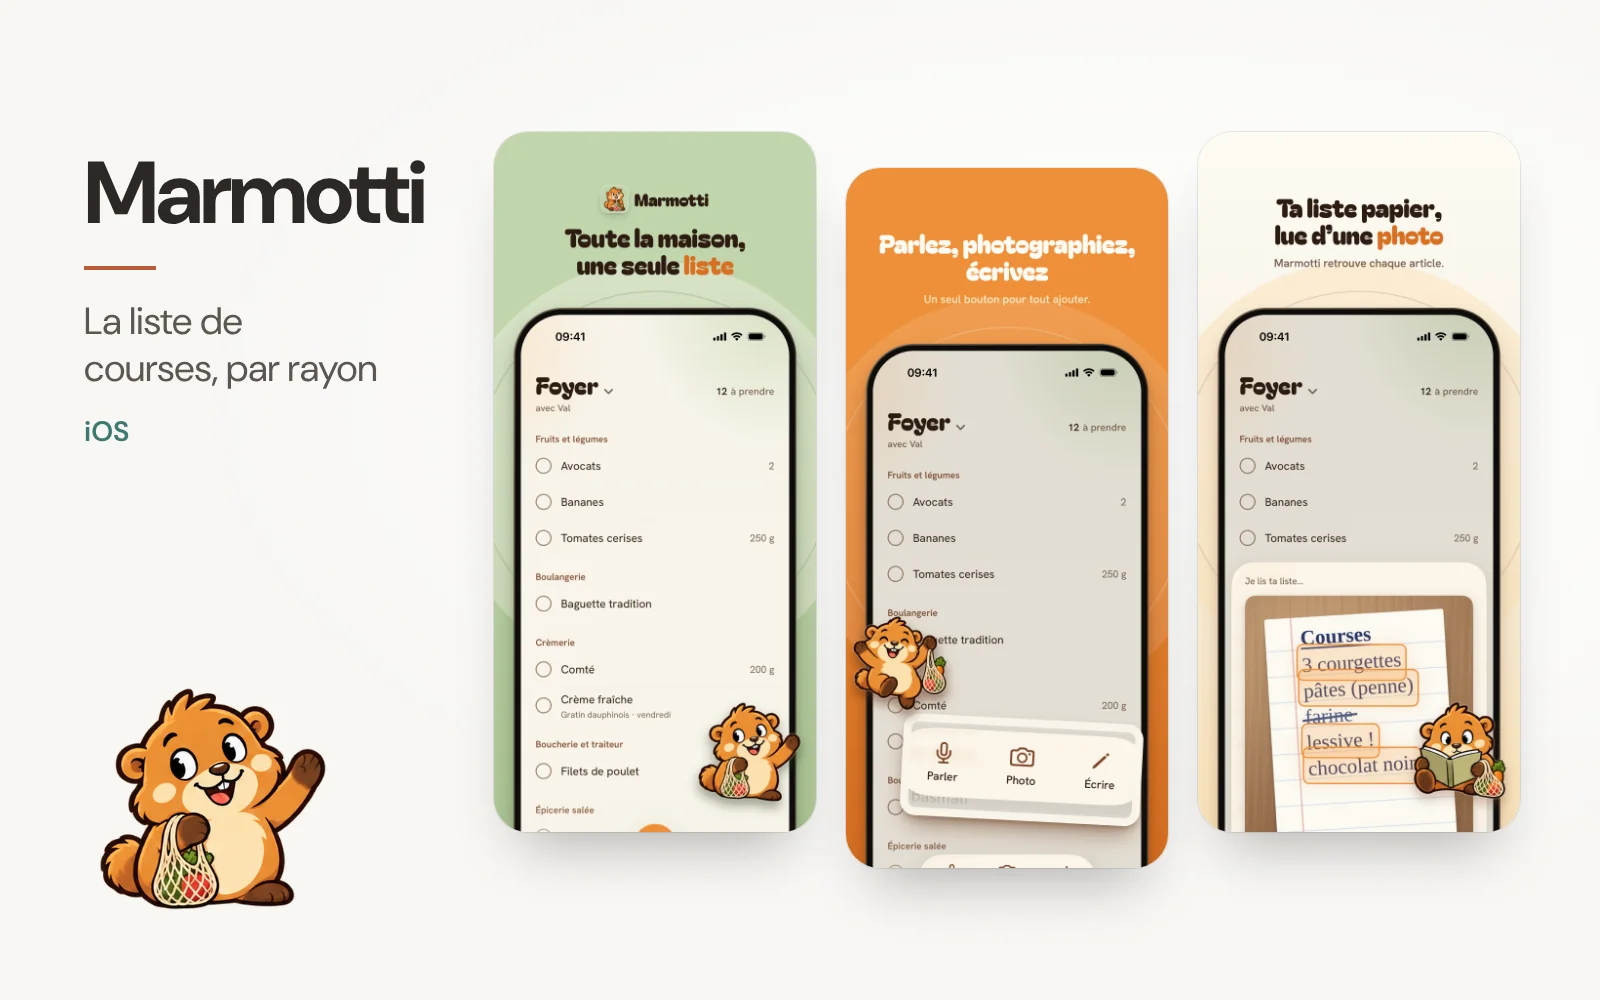 Marmotti
La liste de
courses, par rayon
iOS
Marmotti
Toute la maison,
une seule liste
09:41
Foyer
12 à prendre
avec Val
Fruits et légumes
Avocats 2
Bananes
Tomates cerises 250 g
Boulangerie
Baguette tradition
Crèmerie
Comté 200 g
Crème fraîche
Gratin dauphinois · vendredi
Boucherie et traiteur
Filets de poulet
Épicerie salée
Parlez, photographiez,
écrivez
Un seul bouton pour tout ajouter.
09:41
Foyer
12 à prendre
avec Val
Fruits et légumes
Avocats 2
Bananes
Tomates cerises 250 g
Boulangerie
uette tradition
Comté 200 g
Bou
Parler
Photo
Écrire
basmati
Épicerie salée
Ta liste papier,
lue d'une photo
Marmotti retrouve chaque article.
09:41
Foyer
12 à prendre
avec Val
Fruits et légumes
Avocats 2
Bananes
Tomates cerises 250 g
Je lis ta liste...
Courses
3 courgettes
pâtes (penne)
farine
lessive !
chocolat noir